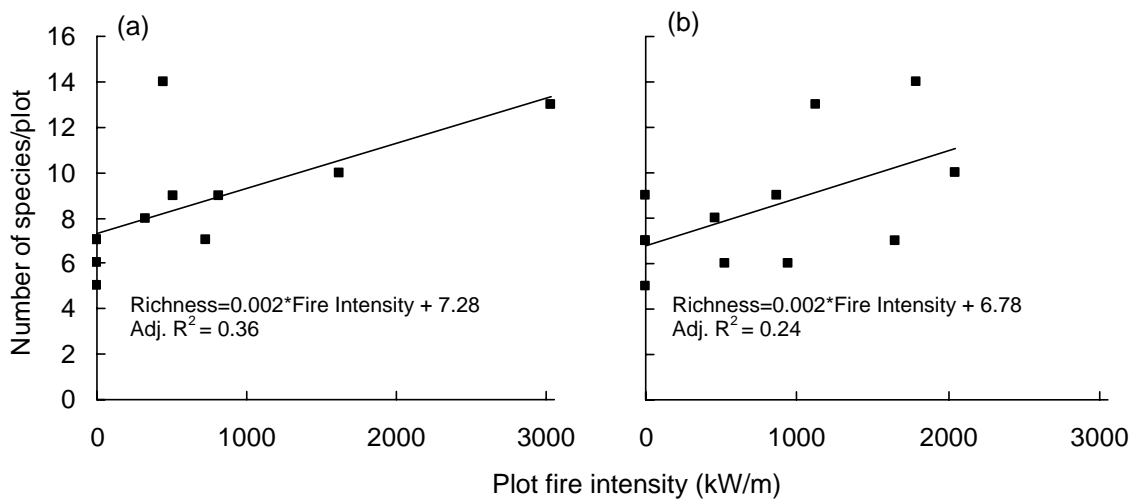 (a)
(b)
Number of species/plot
16
14
12
10
8
6
4
2
0
Richness=0.002*Fire Intensity + 7.28
Adj. R² = 0.36
Richness=0.002*Fire Intensity + 6.78
Adj. R² = 0.24
0 1000 2000 3000
0 1000 2000 3000
Plot fire intensity (kW/m)